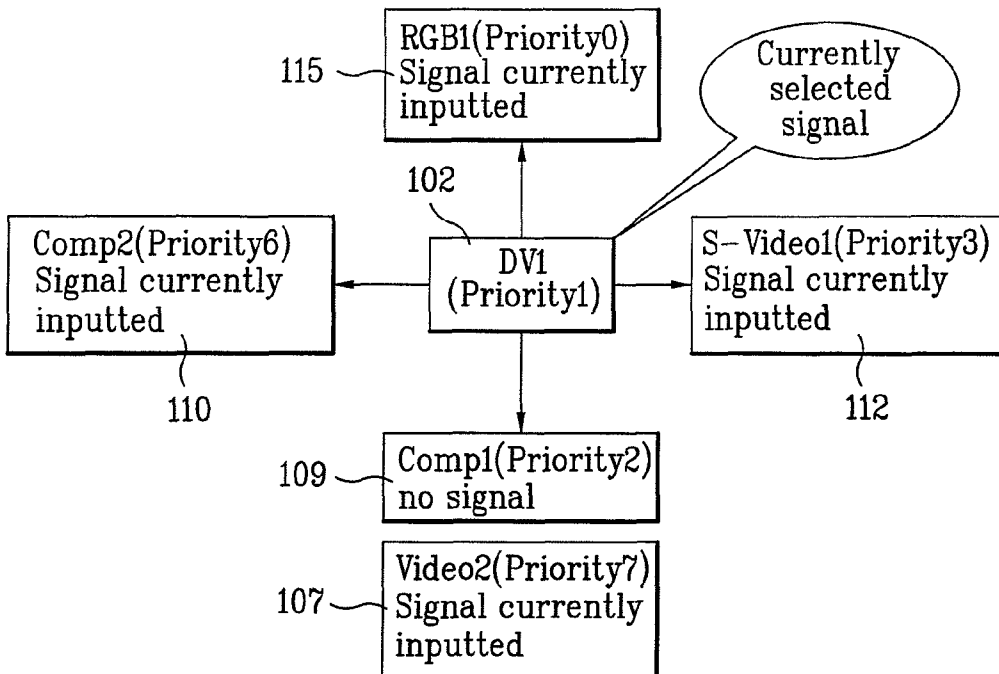 RGB1(Priority0)
Signal currently
inputted
115
Currently
selected
signal
102
Comp2(Priority6)
Signal currently
inputted
110
DV1
(Priority1)
S-Video1(Priority3)
Signal currently
inputted
112
109
Comp1(Priority2)
no signal
107
Video2(Priority7)
Signal currently
inputted